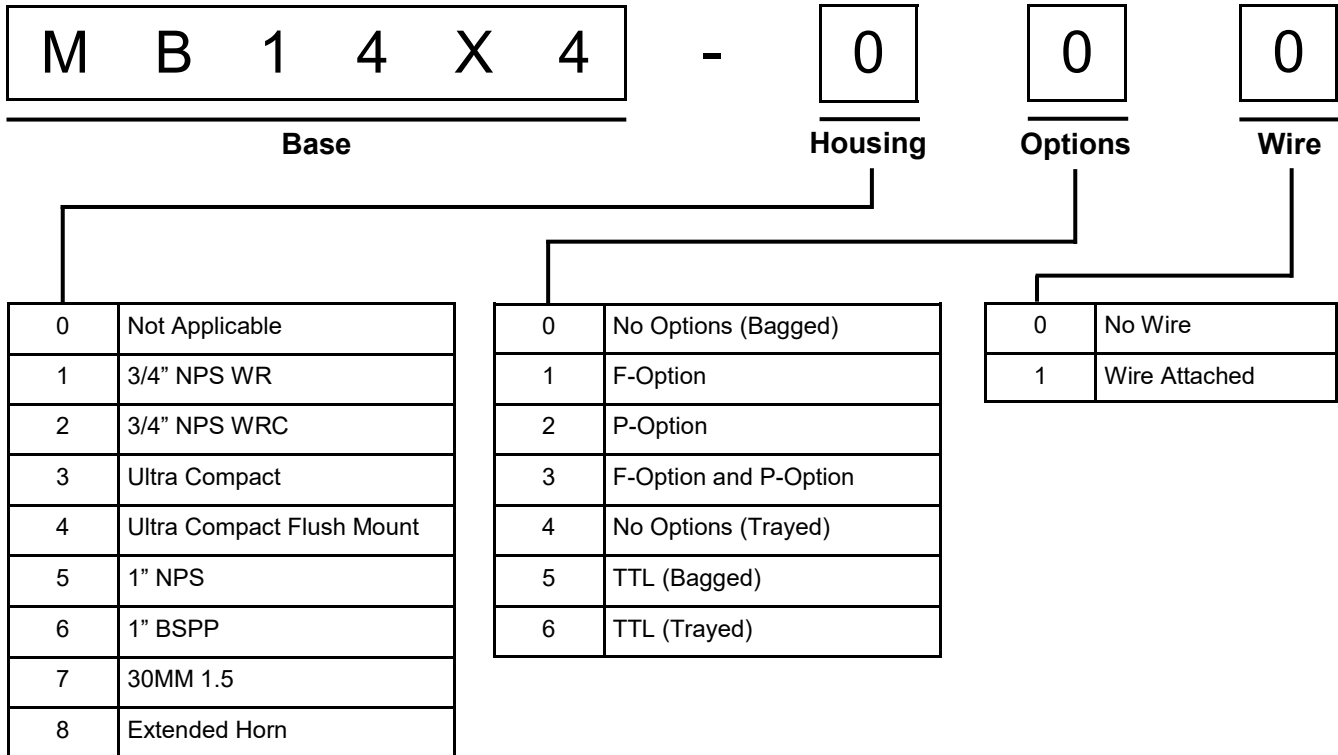 M B 1 4 X 4 - 0 0 0
Base Housing Options Wire
0 Not Applicable
1 3/4” NPS WR
2 3/4” NPS WRC
3 Ultra Compact
4 Ultra Compact Flush Mount
5 1” NPS
6 1” BSPP
7 30MM 1.5
8 Extended Horn
0 No Options (Bagged)
1 F-Option
2 P-Option
3 F-Option and P-Option
4 No Options (Trayed)
5 TTL (Bagged)
6 TTL (Trayed)
0 No Wire
1 Wire Attached